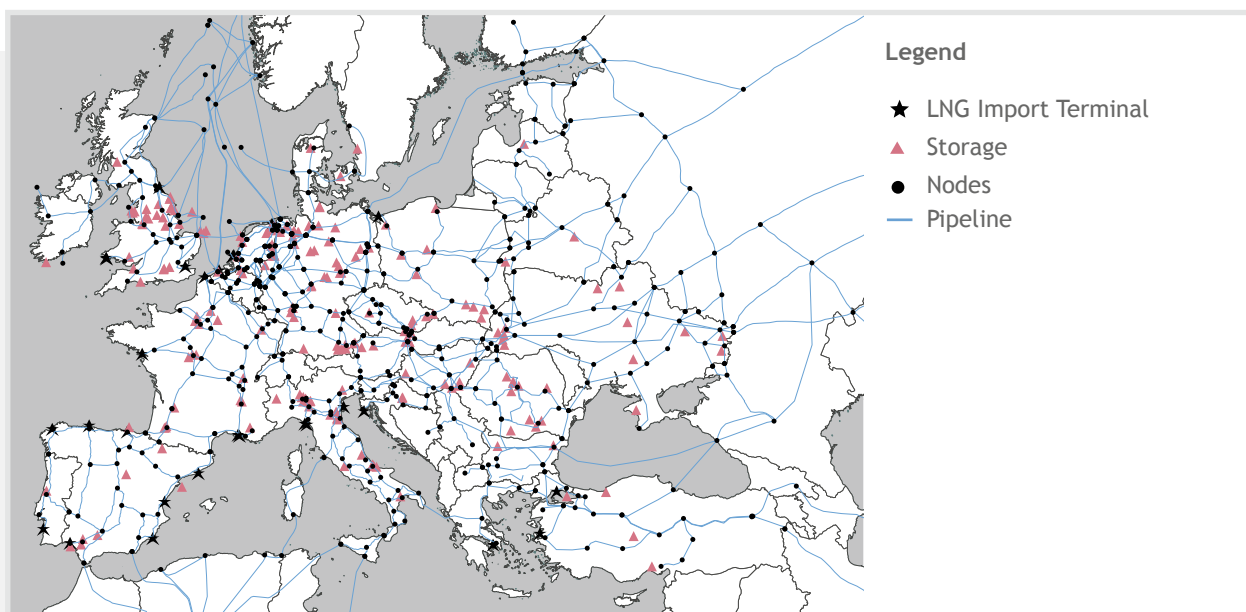 Legend
LNG Import Terminal
Storage
Nodes
Pipeline